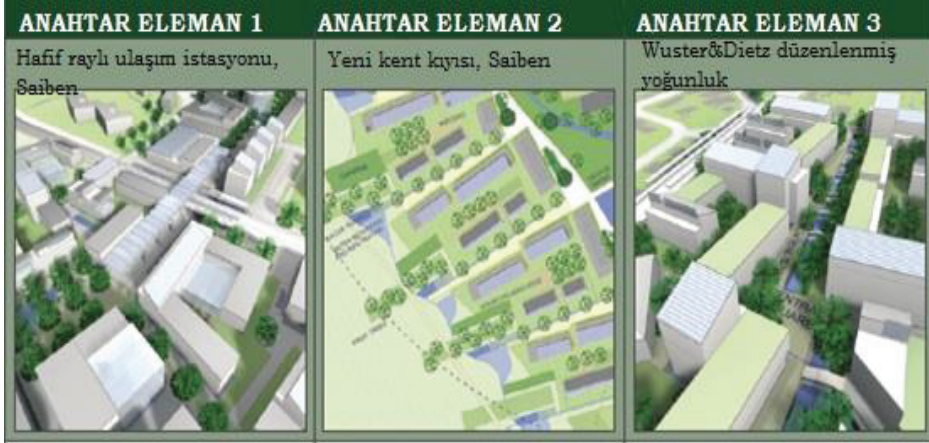 ANAHTAR ELEMAN 1
Hafif raylı ulaşım istasyonu,
Saiben
ANAHTAR ELEMAN 2
Yeni kent kıyısı, Saiben
ANAHTAR ELEMAN 3
Wuster&Dietz düzenlenmiş
yoğunluk